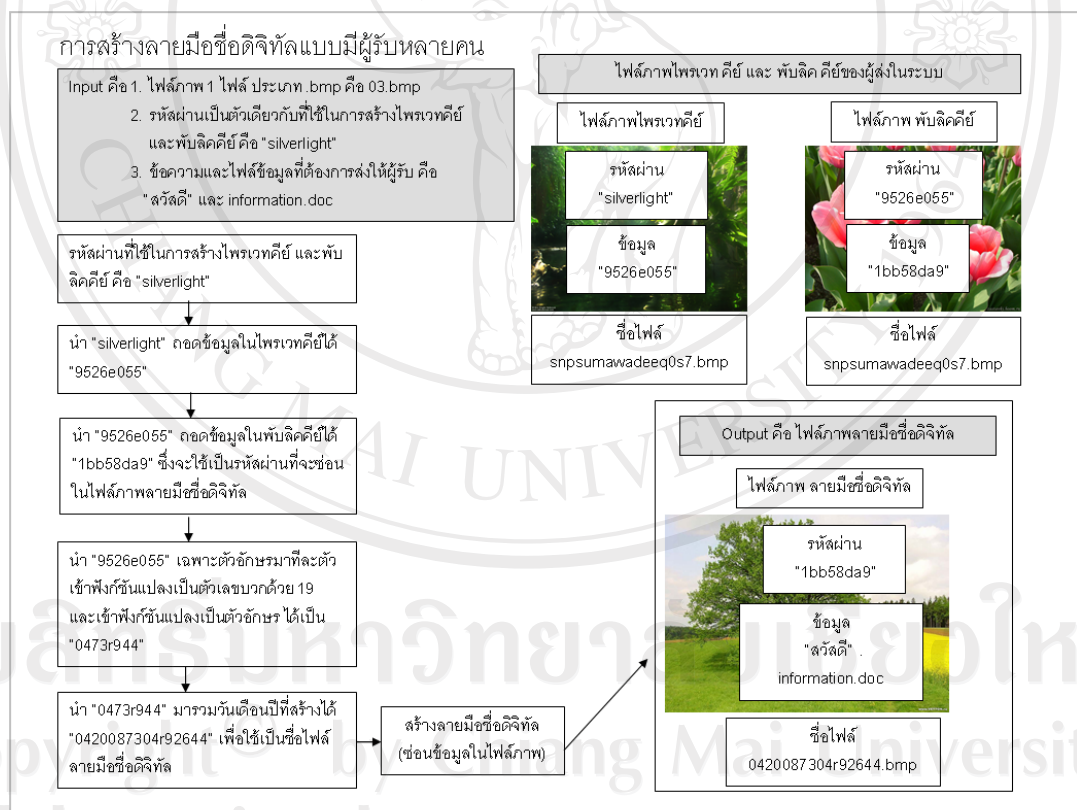 การสร้างลายมือชื่อดิจิทัลแบบมีผู้รับหลายคน
Input คือ 1. ไฟล์ภาพ 1 ไฟล์ ประเภท .bmp คือ 03.bmp
2. รหัสผ่านเป็นตัวเดียวกับที่ใช้ในการสร้างไพรเวทคีย์
และพับลิคคีย์ คือ "silverlight"
3. ข้อความและไฟล์ข้อมูลที่ต้องการส่งให้ผู้รับ คือ
"สวัสดี" และ information.doc
รหัสผ่านที่ใช้ในการสร้างไพรเวทคีย์ และพับ
ลิคคีย์ คือ "silverlight"
นำ "silverlight" ถอดข้อมูลในไพรเวทคีย์ได้
"9526e055"
นำ "9526e055" ถอดข้อมูลในพับลิคคีย์ได้
"1bb58da9" ซึ่งจะใช้เป็นรหัสผ่านที่จะซ่อน
ในไฟล์ภาพลายมือชื่อดิจิทัล
นำ "9526e055" เฉพาะตัวอักษรมาทีละตัว
เข้าฟังก์ชันแปลงเป็นตัวเลขบวกด้วย 19
และเข้าฟังก์ชันแปลงเป็นตัวอักษร ได้เป็น
"0473r944"
นำ "0473r944" มารวมวันเดือนปีที่สร้างได้
"0420087304r92644" เพื่อใช้เป็นชื่อไฟล์
ลายมือชื่อดิจิทัล
สร้างลายมือชื่อดิจิทัล
(ซ่อนข้อมูลในไฟล์ภาพ)
ไฟล์ภาพไพรเวท คีย์ และ พับลิค คีย์ของผู้ส่งในระบบ
ไฟล์ภาพไพรเวทคีย์
รหัสผ่าน
"silverlight"
ข้อมูล
"9526e055"
ชื่อไฟล์
snpsumawadeeq0s7.bmp
ไฟล์ภาพ พับลิคคีย์
รหัสผ่าน
"9526e055"
ข้อมูล
"1bb58da9"
ชื่อไฟล์
snpsumawadeeq0s7.bmp
Output คือ ไฟล์ภาพลายมือชื่อดิจิทัล
ไฟล์ภาพ ลายมือชื่อดิจิทัล
รหัสผ่าน
"1bb58da9"
ข้อมูล
"สวัสดี" .
information.doc
ชื่อไฟล์
0420087304r92644.bmp
CHIANG MAI UNIVERSITY
by Chiang Mai